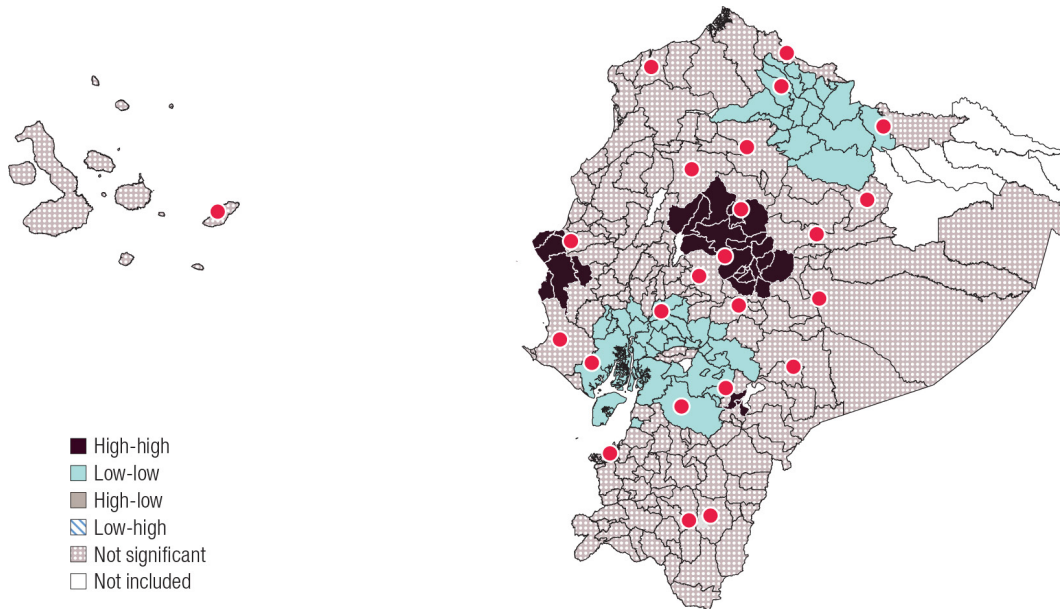 High-high
Low-low
High-low
Low-high
Not significant
Not included